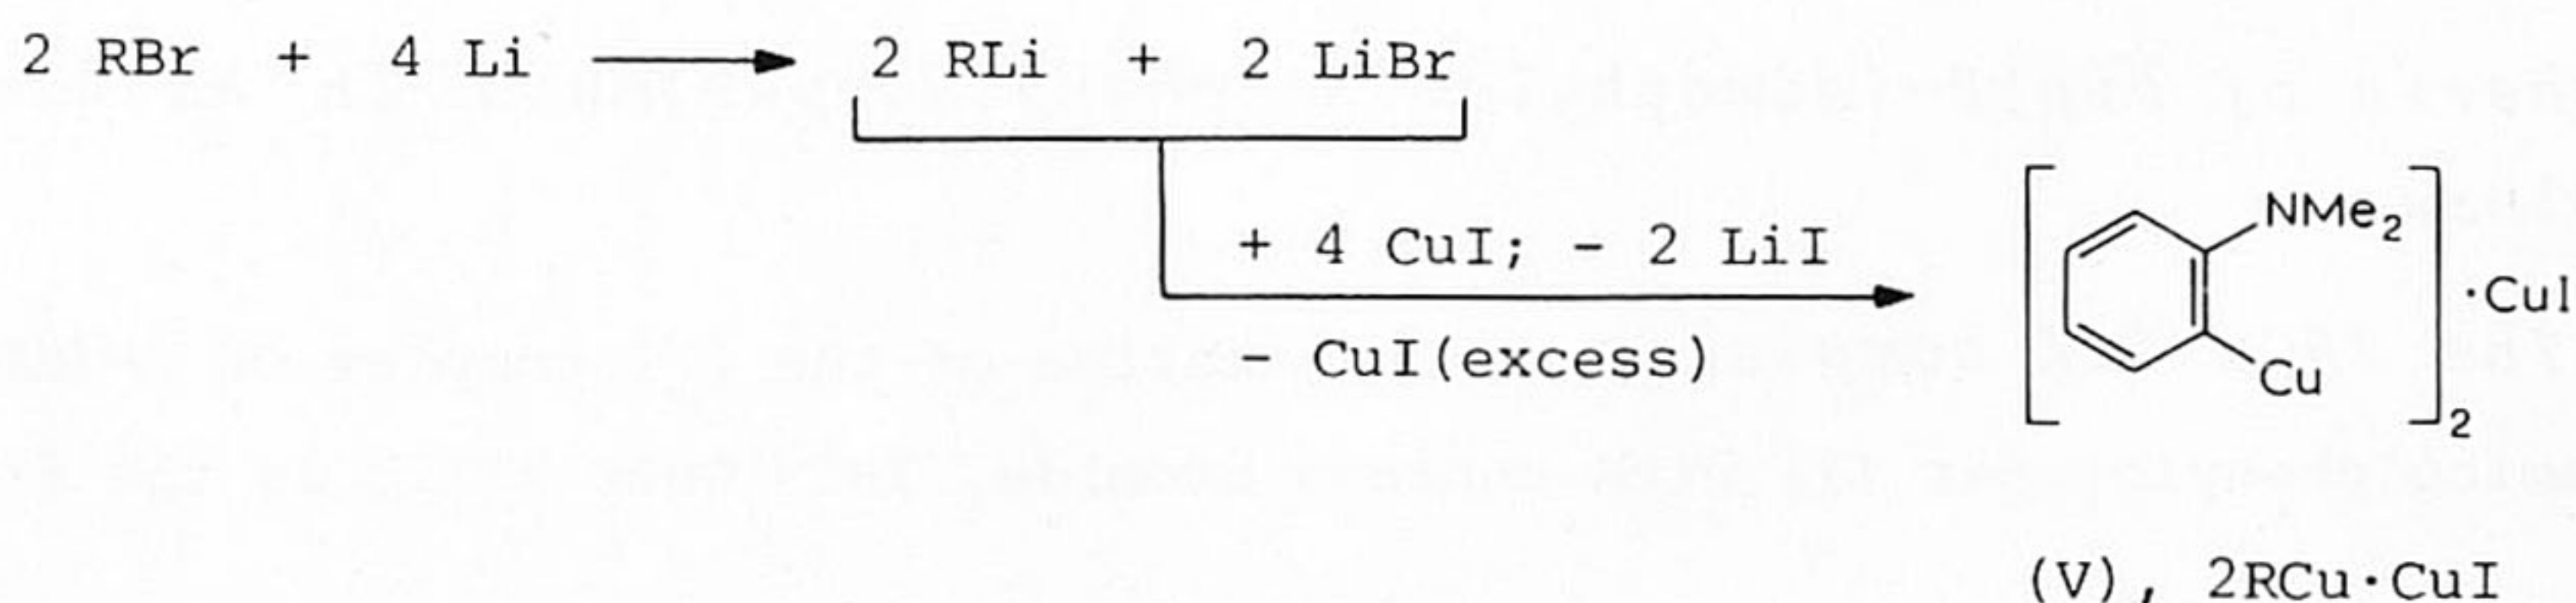 2 RBr + 4 Li ⟶ 2 RLi + 2 LiBr
+ 4 CuI; - 2 LiI
- CuI(excess)
NMe₂
·CuI
Cu
2
(V), 2RCu·CuI